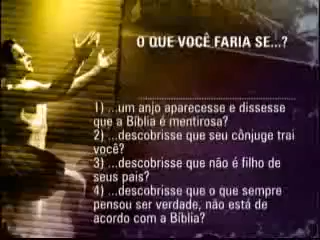 O QUE VOCÊ FARIA SE...?
1) ...um anjo aparecesse e dissesse
que a Bíblia é mentirosa?
2) ...descobrisse que seu cônjuge trai
você?
3) ...descobrisse que não é filho de
seus pais?
4) ...descobrisse que o que sempre
pensou ser verdade, não está de
acordo com a Bíblia?